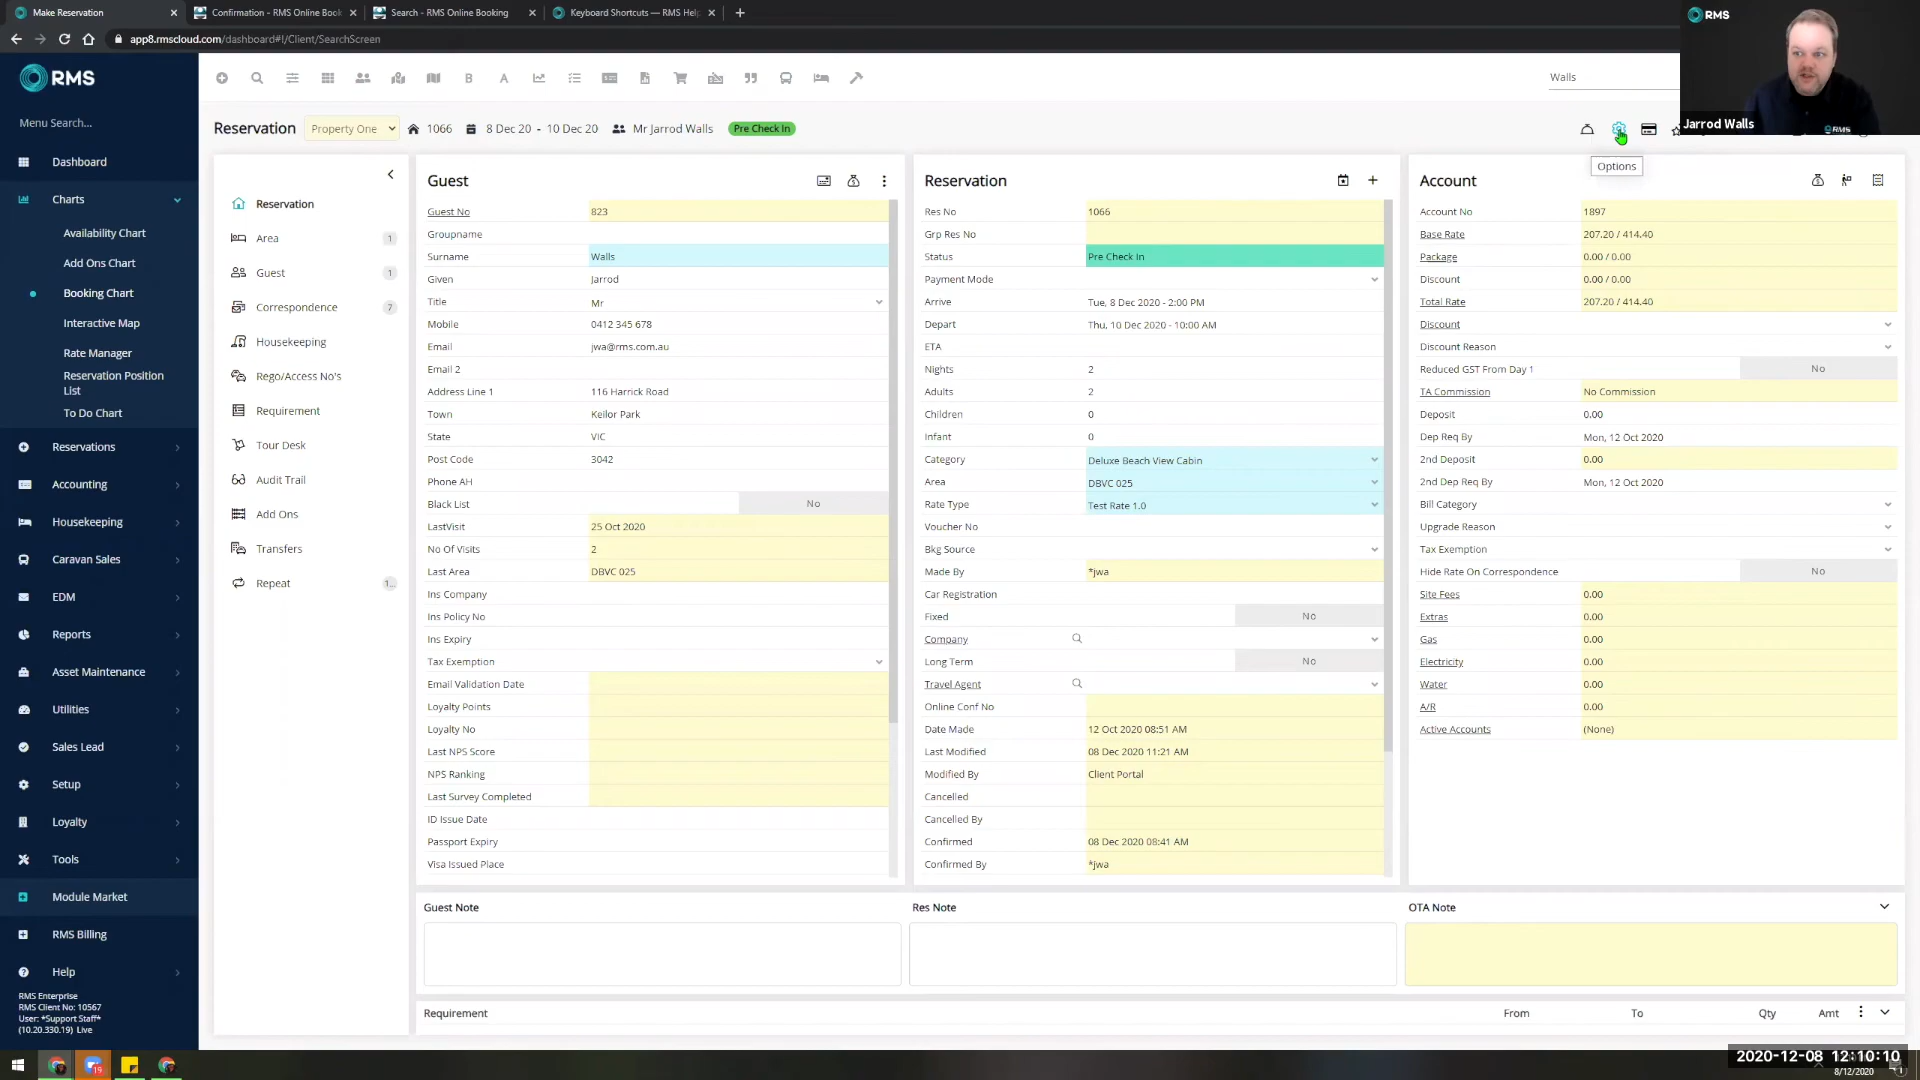 Make Reservation
Confirmation - RMS Online Book
Search - RMS Online Booking
Keyboard Shortcuts — RMS Help
app8.rmscloud.com/dashboard#!/Client/SearchScreen
RMS
B
A
Walls
RMS
Jarrod Walls
RMS
Menu Search...
Dashboard
Charts
Availability Chart
Add Ons Chart
Booking Chart
Interactive Map
Rate Manager
Reservation Position
List
To Do Chart
Reservations
Accounting
Housekeeping
Caravan Sales
EDM
Reports
Asset Maintenance
Utilities
Sales Lead
Setup
Loyalty
Tools
Module Market
RMS Billing
Help
RMS Enterprise
RMS Client No: 10567
User: *Support Staff*
(10.20.330.19) Live
Reservation
Property One
1066
8 Dec 20 - 10 Dec 20
Mr Jarrod Walls
Pre Check In
Options
Reservation
Area 1
Guest 1
Correspondence 7
Housekeeping
Rego/Access No's
Requirement
Tour Desk
Audit Trail
Add Ons
Transfers
Repeat 1...
Guest
Guest No 823
Groupname
Surname Walls
Given Jarrod
Title Mr
Mobile 0412 345 678
Email jwa@rms.com.au
Email 2
Address Line 1 116 Harrick Road
Town Keilor Park
State VIC
Post Code 3042
Phone AH
Black List No
LastVisit 25 Oct 2020
No Of Visits 2
Last Area DBVC 025
Ins Company
Ins Policy No
Ins Expiry
Tax Exemption
Email Validation Date
Loyalty Points
Loyalty No
Last NPS Score
NPS Ranking
Last Survey Completed
ID Issue Date
Passport Expiry
Visa Issued Place
Reservation
Res No 1066
Grp Res No
Status Pre Check In
Payment Mode
Arrive Tue, 8 Dec 2020 - 2:00 PM
Depart Thu, 10 Dec 2020 - 10:00 AM
ETA
Nights 2
Adults 2
Children 0
Infant 0
Category Deluxe Beach View Cabin
Area DBVC 025
Rate Type Test Rate 1.0
Voucher No
Bkg Source
Made By *jwa
Car Registration
Fixed No
Company
Long Term No
Travel Agent
Online Conf No
Date Made 12 Oct 2020 08:51 AM
Last Modified 08 Dec 2020 11:21 AM
Modified By Client Portal
Cancelled
Cancelled By
Confirmed 08 Dec 2020 08:41 AM
Confirmed By *jwa
Account
Account No 1897
Base Rate 207.20 / 414.40
Package 0.00 / 0.00
Discount 0.00 / 0.00
Total Rate 207.20 / 414.40
Discount
Discount Reason
Reduced GST From Day 1 No
TA Commission No Commission
Deposit 0.00
Dep Req By Mon, 12 Oct 2020
2nd Deposit 0.00
2nd Dep Req By Mon, 12 Oct 2020
Bill Category
Upgrade Reason
Tax Exemption
Hide Rate On Correspondence No
Site Fees 0.00
Extras 0.00
Gas 0.00
Electricity 0.00
Water 0.00
A/R 0.00
Active Accounts (None)
Guest Note
Res Note
OTA Note
Requirement From To Qty Amt
19
2020-12-08 12:10:10
8/12/2020